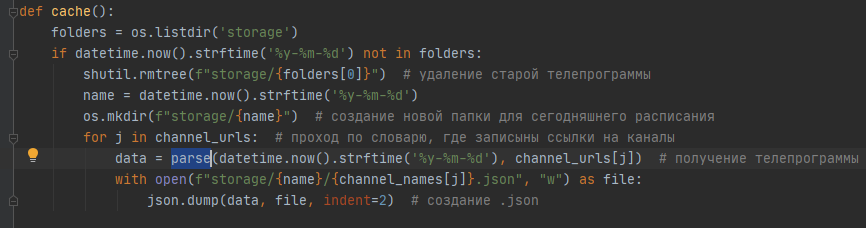 def cache():
    folders = os.listdir('storage')
    if datetime.now().strftime('%y-%m-%d') not in folders:
        shutil.rmtree(f"storage/{folders[0]}")  # удаление старой телепрограммы
        name = datetime.now().strftime('%y-%m-%d')
        os.mkdir(f"storage/{name}")  # создание новой папки для сегодняшнего расписания
        for j in channel_urls:  # проход по словарю, где записыны ссылки на каналы
            data = parse(datetime.now().strftime('%y-%m-%d'), channel_urls[j])  # получение телепрограммы
            with open(f"storage/{name}/{channel_names[j]}.json", "w") as file:
                json.dump(data, file, indent=2)  # создание .json